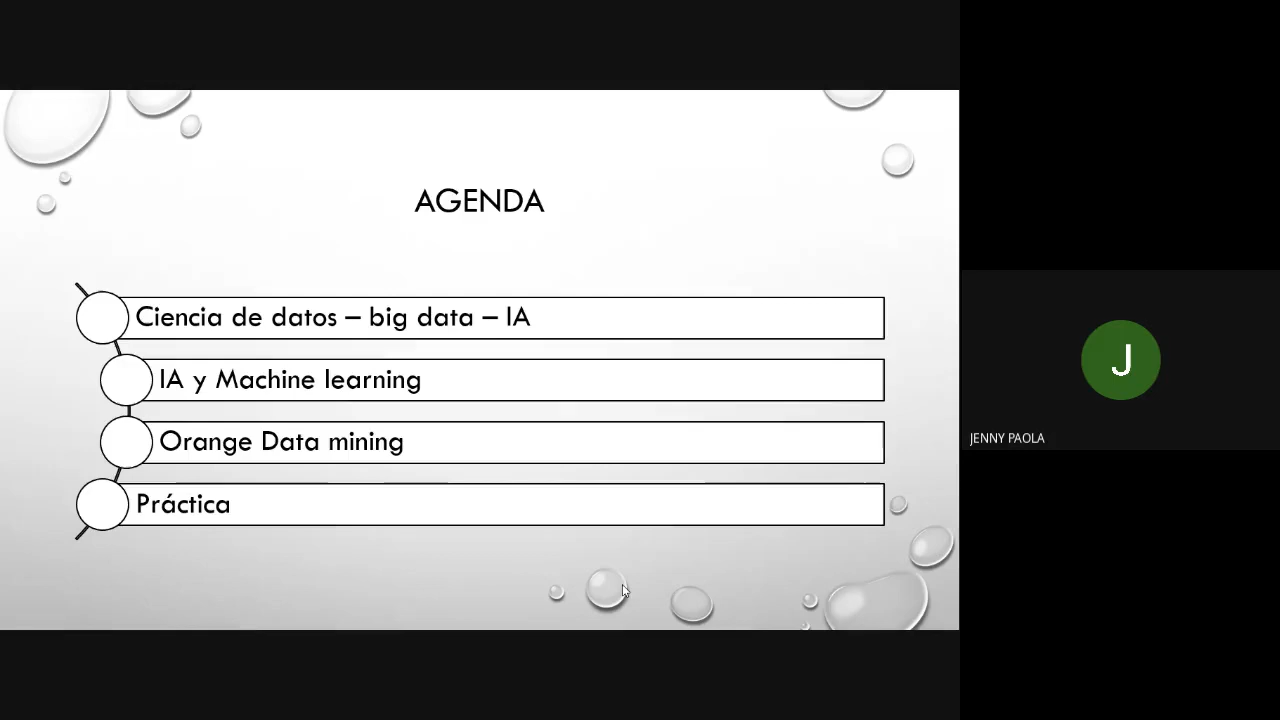 AGENDA
Ciencia de datos – big data – IA
IA y Machine learning
Orange Data mining
Práctica
J
JENNY PAOLA